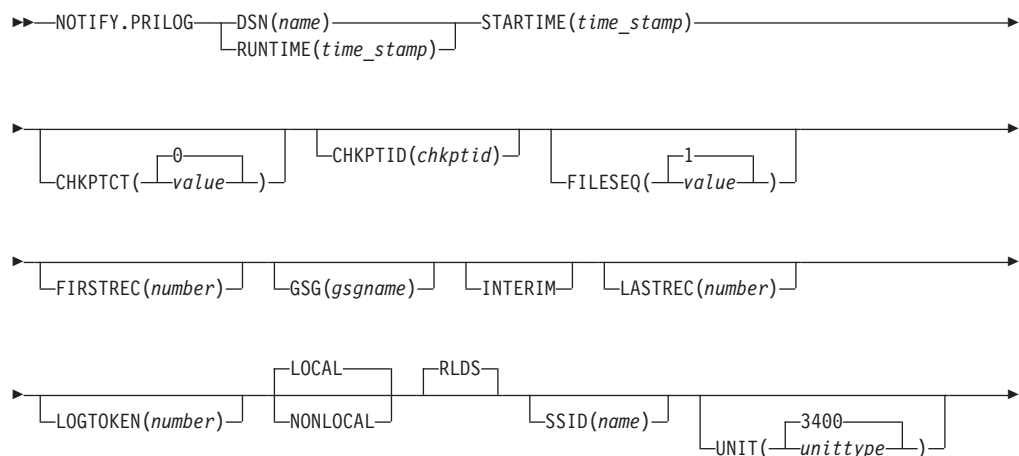 NOTIFY.PRILOG DSN(name) STARTIME(time_stamp)
RUNTIME(time_stamp)
0 CHKPTID(chkptid) 1
CHKPTCT( value ) FILESEQ( value )
FIRSTREC(number) GSG(gsgname) INTERIM LASTREC(number)
LOCAL RLDS
LOGTOKEN(number) NONLOCAL SSID(name) 3400
UNIT( unittype )